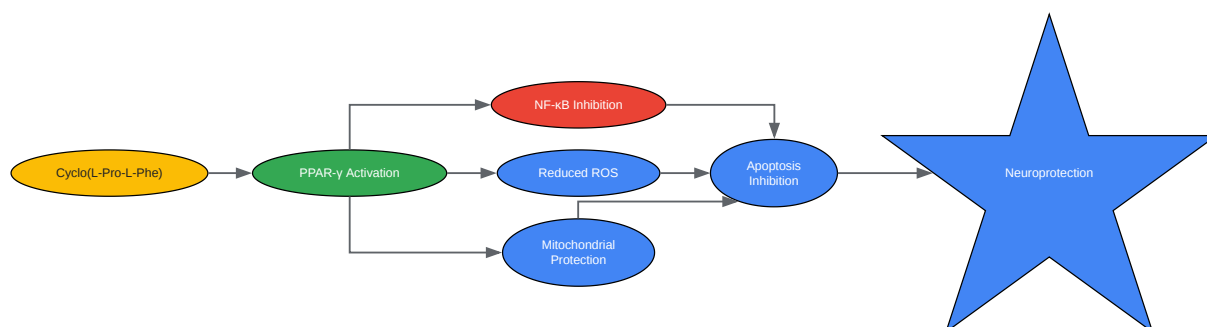 Cyclo(L-Pro-L-Phe)
PPAR-γ Activation
NF-κB Inhibition
Reduced ROS
Mitochondrial
Protection
Apoptosis
Inhibition
Neuroprotection